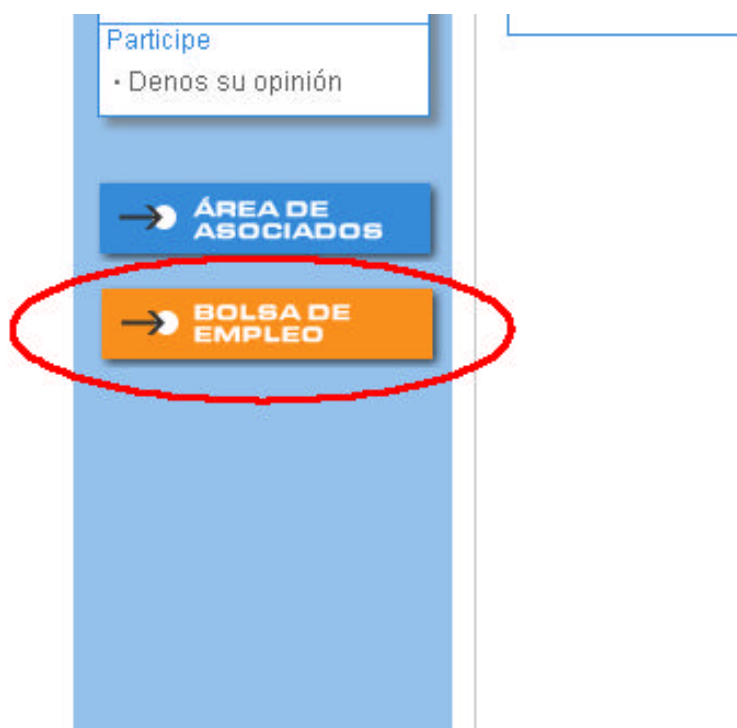 Participe
· Denos su opinión
ÁREA DE
ASOCIADOS
BOLSA DE
EMPLEO